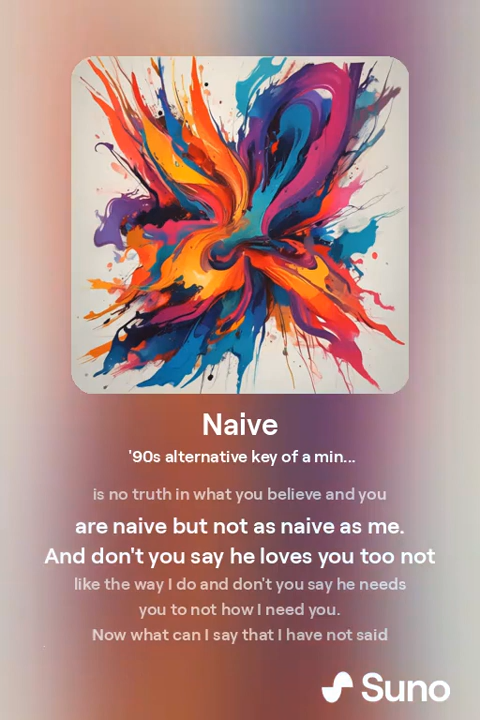 Naive
'90s alternative key of a min...
is no truth in what you believe and you
are naive but not as naive as me.
And don't you say he loves you too not
like the way I do and don't you say he needs
you to not how I need you.
Now what can I say that I have not said
Suno